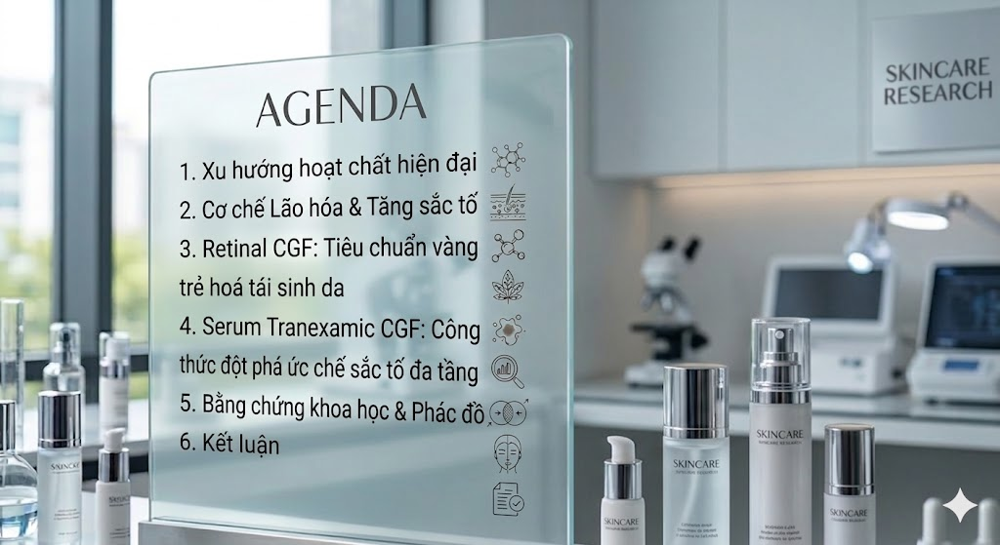 AGENDA
1. Xu hướng hoạt chất hiện đại
2. Cơ chế Lão hóa & Tăng sắc tố
3. Retinal CGF: Tiêu chuẩn vàng
trẻ hoá tái sinh da
4. Serum Tranexamic CGF: Công
thức đột phá ức chế sắc tố đa tầng
5. Bằng chứng khoa học & Phác đồ
6. Kết luận
SKINCARE
RESEARCH
SKINCARE
SKINCARE
SKINCARE
SKINCARE RESEARCH
SKINCARE